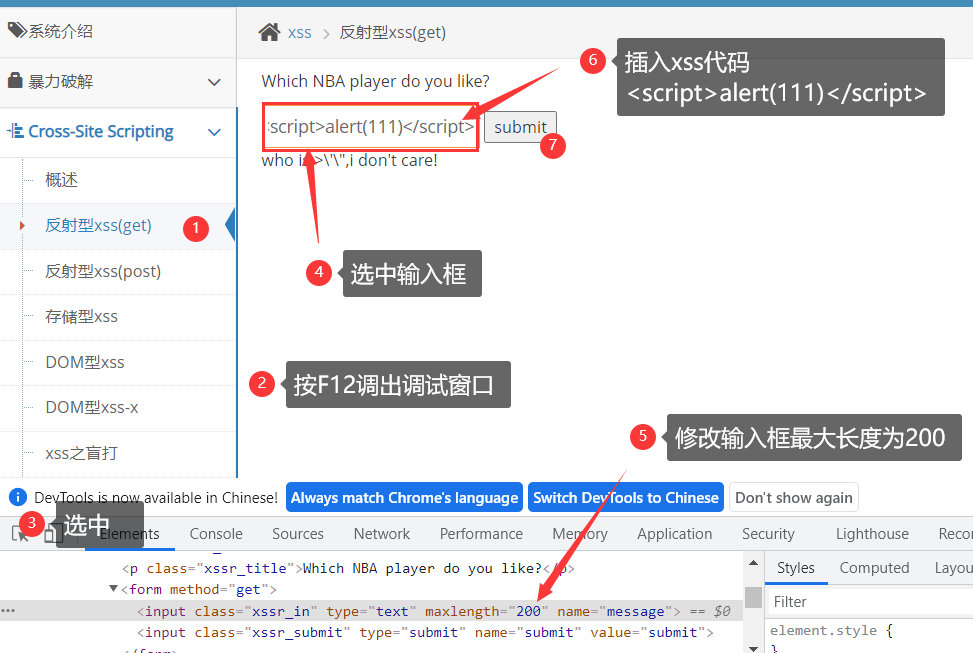 系统介绍
暴力破解
Cross-Site Scripting
概述
反射型xss(get)
1
反射型xss(post)
存储型xss
DOM型xss
DOM型xss-x
xss之盲打
xss > 反射型xss(get)
Which NBA player do you like?
script>alert(111)</script>
submit
7
6
插入xss代码
<script>alert(111)</script>
who is >\'\",i don't care!
4
选中输入框
2
按F12调出调试窗口
5
修改输入框最大长度为200
DevTools is now available in Chinese!
Always match Chrome's language
Switch DevTools to Chinese
Don't show again
3
选中
Elements Console Sources Network Performance Memory Application Security Lighthouse Recor
<p class="xssr_title">Which NBA player do you like?</p>
▼<form method="get">
··· <input class="xssr_in" type="text" maxlength="200" name="message"> == $0
<input class="xssr_submit" type="submit" name="submit" value="submit">
</form>
Styles Computed Layou
Filter
element.style {
}